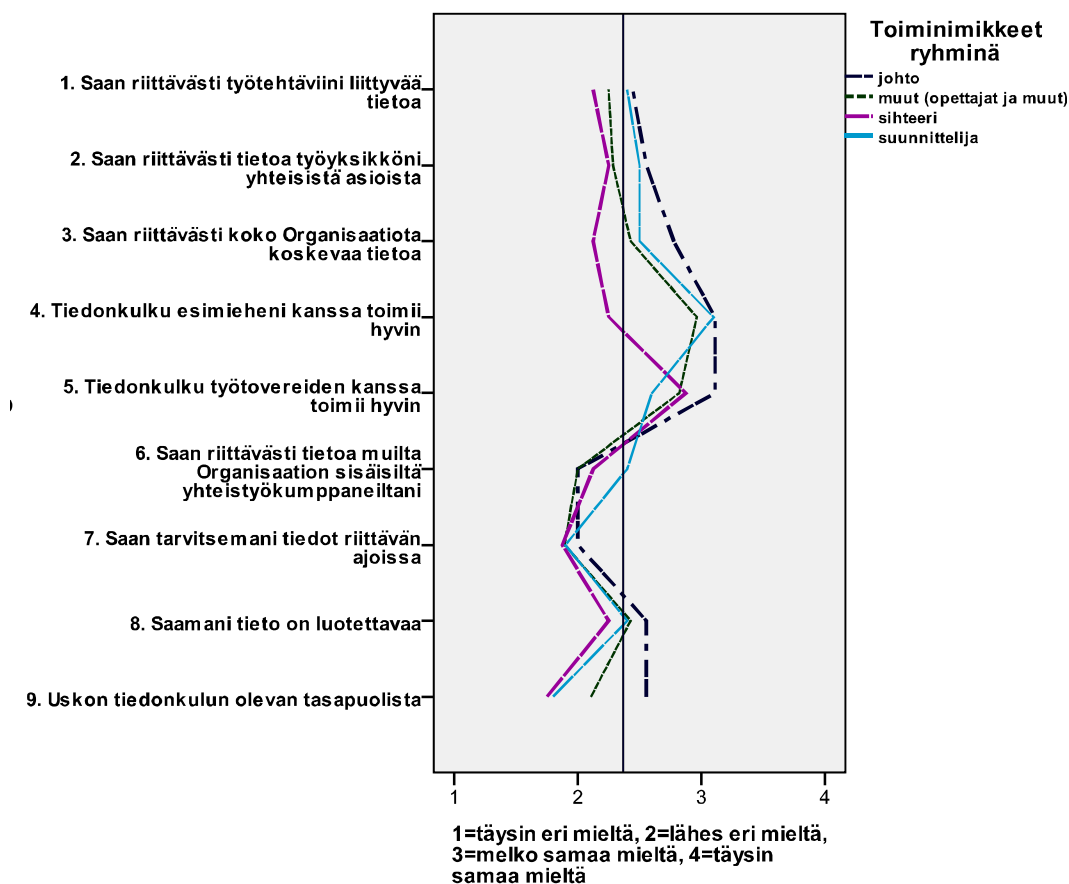 Toiminimikkeet
ryhminä
johto
muut (opettajat ja muut)
sihteeri
suunnittelija
1. Saan riittävästi työtehtäviini liittyvää
tietoa
2. Saan riittävästi tietoa työyksikköni
yhteisistä asioista
3. Saan riittävästi koko Organisaatiota
koskevaa tietoa
4. Tiedonkulku esimieheni kanssa toimii
hyvin
5. Tiedonkulku työtovereiden kanssa
toimii hyvin
6. Saan riittävästi tietoa muilta
Organisaation sisäisiltä
yhteistyökumppaneiltani
7. Saan tarvitsemani tiedot riittävän
ajoissa
8. Saamani tieto on luotettavaa
9. Uskon tiedonkulun olevan tasapuolista
1 2 3 4
1=täysin eri mieltä, 2=lähes eri mieltä,
3=melko samaa mieltä, 4=täysin
samaa mieltä